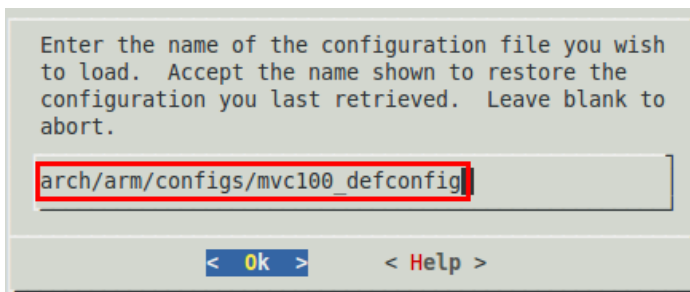 Enter the name of the configuration file you wish
to load.  Accept the name shown to restore the
configuration you last retrieved.  Leave blank to
abort.
arch/arm/configs/mvc100_defconfig
< Ok > < Help >